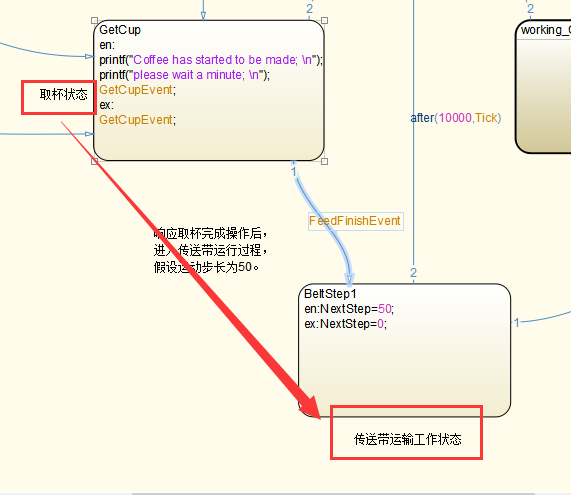 2
2
GetCup
en:
printf("Coffee has started to be made; \n");
printf("please wait a minute; \n");
GetCupEvent;
ex:
GetCupEvent;
取杯状态
working_
after(10000,Tick)
1
FeedFinishEvent
响应取杯完成操作后，
进入传送带运行过程，
假设运动步长为50。
2
BeltStep1
en:NextStep=50;
ex:NextStep=0;
1
传送带运输工作状态